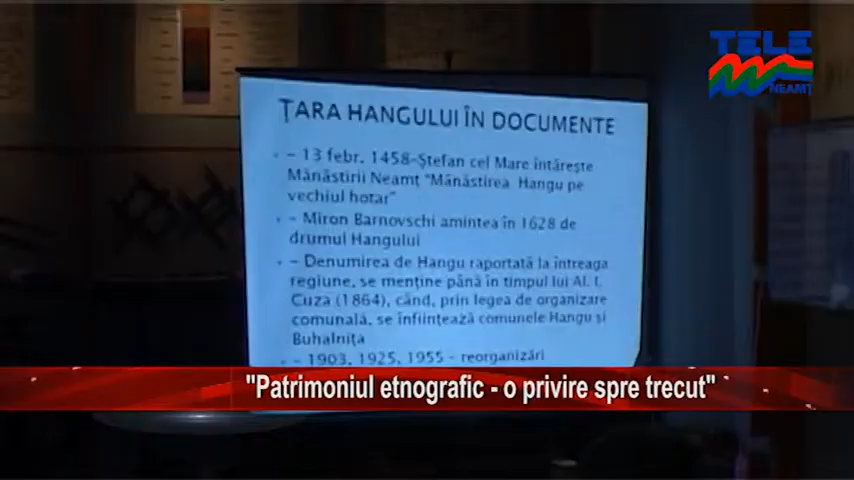 TELE
NEAMȚ
ȚARA HANGULUI ÎN DOCUMENTE
- 13 febr. 1458-Ștefan cel Mare întărește
Mănăstirii Neamț "Mănăstirea Hangu pe
vechiul hotar"
- Miron Barnovschi amintea în 1628 de
drumul Hangului
- Denumirea de Hangu raportată la întreaga
regiune, se menține până în timpul lui Al. I.
Cuza (1864), când, prin legea de organizare
comunală, se înființează comunele Hangu și
Buhalnița
- 1903, 1925, 1955 - reorganizări
"Patrimoniul etnografic - o privire spre trecut"